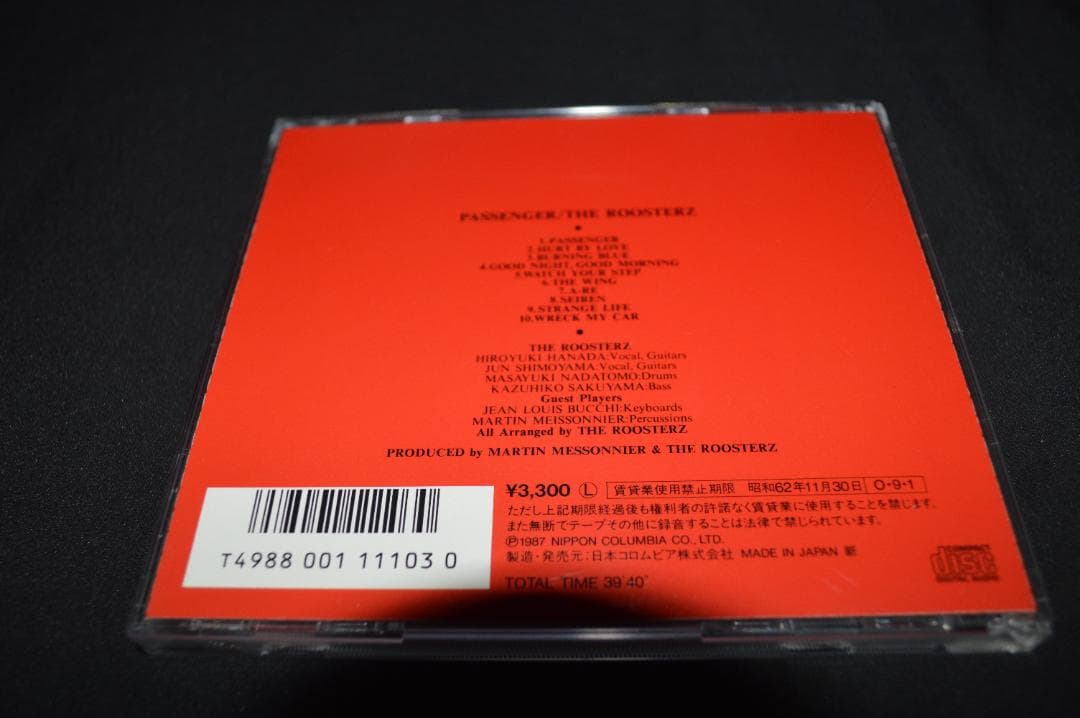 PASSENGER/THE ROOSTERZ
1.PASSENGER
2.HURT BY LOVE
3.BURNING BLUE
4.GOOD NIGHT, GOOD MORNING
5.WATCH YOUR STEP
6.THE WING
7.A-RE
8.SEIREN
9.STRANGE LIFE
10.WRECK MY CAR
THE ROOSTERZ
HIROYUKI HANADA:Vocal, Guitars
JUN SHIMOYAMA:Vocal, Guitars
MASAYUKI NADATOMO:Drums
KAZUHIKO SAKUYAMA:Bass
Guest Players
JEAN LOUIS BUCCHI:Keyboards
MARTIN MEISSONNIER:Percussions
All Arranged by THE ROOSTERZ
PRODUCED by MARTIN MESSONNIER & THE ROOSTERZ
¥3,300 Ⓛ 賃貸業使用禁止期限 昭和62年11月30日 O・9・1
ただし上記期限経過後も権利者の許諾なく賃貸業に使用することを禁じます。
また無断でテープその他に録音することは法律で禁じられています。
Ⓟ1987 NIPPON COLUMBIA CO., LTD.
製造・発売元:日本コロムビア株式会社 MADE IN JAPAN 新
TOTAL TIME 39'40"
T4988 001 111030
COMPACT
disc
DIGITAL AUDIO